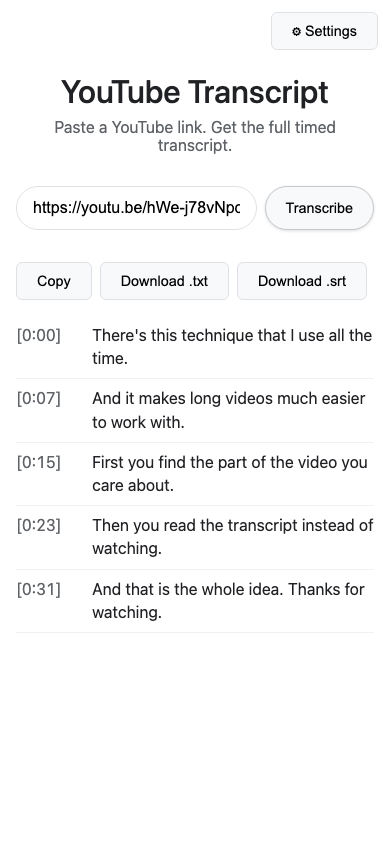 ⚙ Settings
YouTube Transcript
Paste a YouTube link. Get the full timed
transcript.
https://youtu.be/hWe-j78vNpc
Transcribe
Copy
Download .txt
Download .srt
[0:00] There's this technique that I use all the
time.
[0:07] And it makes long videos much easier
to work with.
[0:15] First you find the part of the video you
care about.
[0:23] Then you read the transcript instead of
watching.
[0:31] And that is the whole idea. Thanks for
watching.